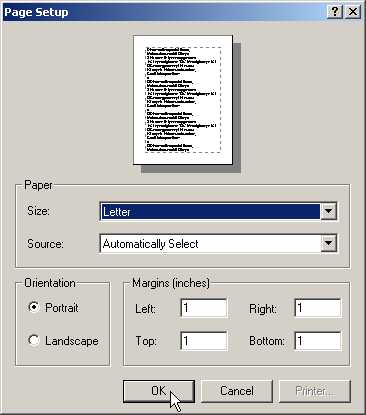 Page Setup
Paper
Size: Letter
Source: Automatically Select
Orientation
Portrait
Landscape
Margins (inches)
Left: 1 Right: 1
Top: 1 Bottom: 1
OK Cancel Printer...